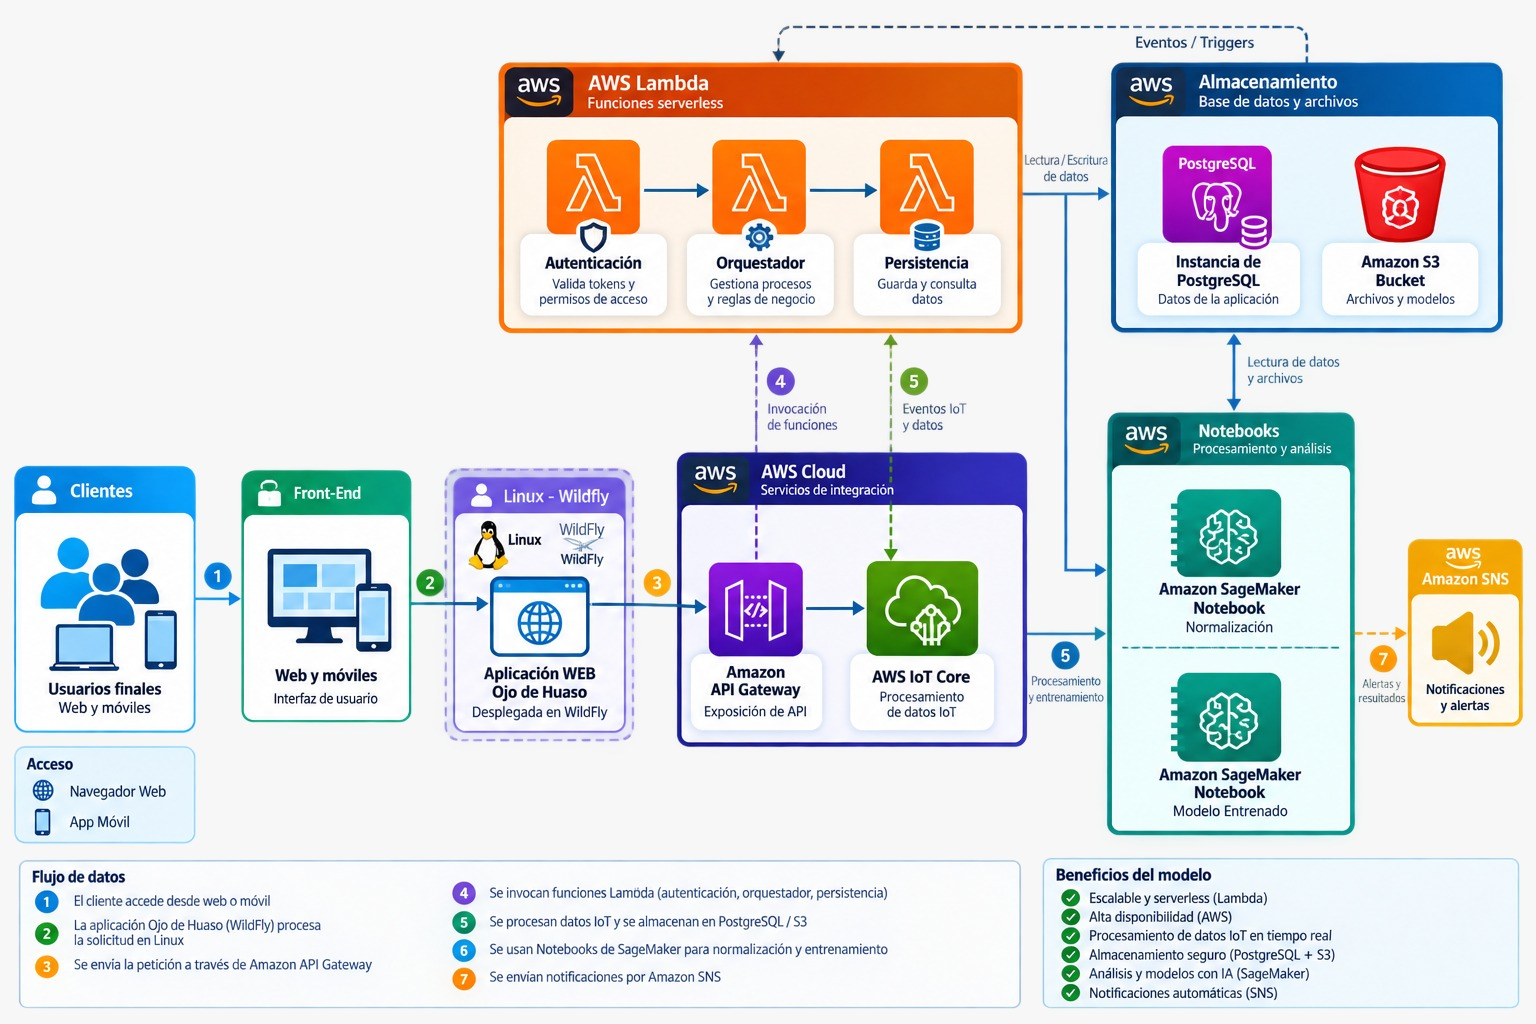 Eventos / Triggers
aws
AWS Lambda
Funciones serverless
Autenticación
Valida tokens y
permisos de acceso
Orquestador
Gestiona procesos
y reglas de negocio
Persistencia
Guarda y consulta
datos
Lectura / Escritura
de datos
aws
Almacenamiento
Base de datos y archivos
PostgreSQL
Instancia de
PostgreSQL
Datos de la aplicación
Amazon S3
Bucket
Archivos y modelos
4
Invocación
de funciones
5
Eventos IoT
y datos
Lectura de datos
y archivos
Clientes
Usuarios finales
Web y móviles
1
Front-End
Web y móviles
Interfaz de usuario
2
Linux - Wildfly
Linux
WildFly
WildFly
Aplicación WEB
Ojo de Huaso
Desplegada en WildFly
3
aws
AWS Cloud
Servicios de integración
Amazon
API Gateway
Exposición de API
AWS IoT Core
Procesamiento
de datos IoT
5
Procesamiento
y entrenamiento
aws
Notebooks
Procesamiento y análisis
Amazon SageMaker
Notebook
Normalización
Amazon SageMaker
Notebook
Modelo Entrenado
7
Alertas y
resultados
aws
Amazon SNS
Notificaciones
y alertas
Acceso
Navegador Web
App Móvil
Flujo de datos
1 El cliente accede desde web o móvil
2 La aplicación Ojo de Huaso (WildFly) procesa
la solicitud en Linux
3 Se envía la petición a través de Amazon API Gateway
4 Se invocan funciones Lambda (autenticación, orquestador, persistencia)
5 Se procesan datos IoT y se almacenan en PostgreSQL / S3
6 Se usan Notebooks de SageMaker para normalización y entrenamiento
7 Se envían notificaciones por Amazon SNS
Beneficios del modelo
Escalable y serverless (Lambda)
Alta disponibilidad (AWS)
Procesamiento de datos IoT en tiempo real
Almacenamiento seguro (PostgreSQL + S3)
Análisis y modelos con IA (SageMaker)
Notificaciones automáticas (SNS)